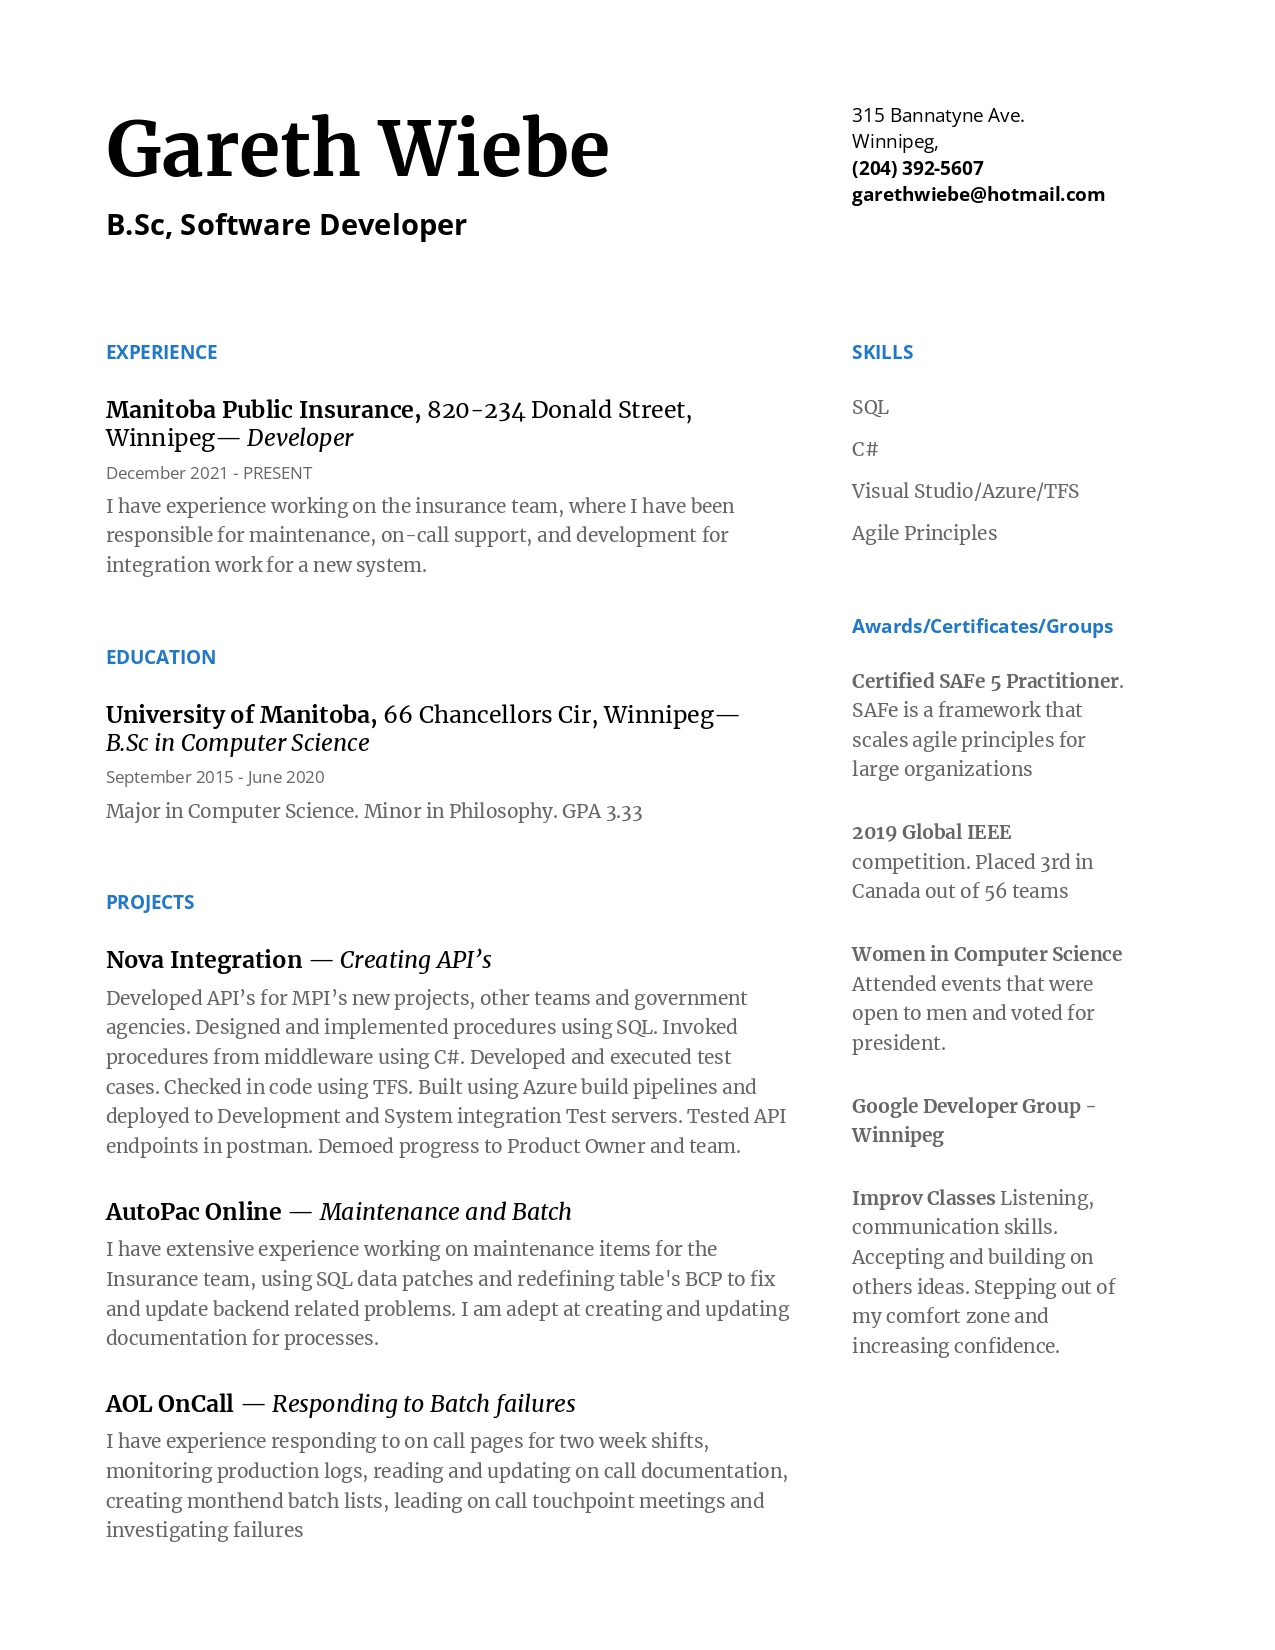 Gareth Wiebe
B.Sc, Software Developer
315 Bannatyne Ave.
Winnipeg,
(204) 392-5607
garethwiebe@hotmail.com
EXPERIENCE
Manitoba Public Insurance, 820-234 Donald Street,
Winnipeg— Developer
December 2021 - PRESENT
I have experience working on the insurance team, where I have been
responsible for maintenance, on-call support, and development for
integration work for a new system.
EDUCATION
University of Manitoba, 66 Chancellors Cir, Winnipeg—
B.Sc in Computer Science
September 2015 - June 2020
Major in Computer Science. Minor in Philosophy. GPA 3.33
PROJECTS
Nova Integration — Creating API’s
Developed API’s for MPI’s new projects, other teams and government
agencies. Designed and implemented procedures using SQL. Invoked
procedures from middleware using C#. Developed and executed test
cases. Checked in code using TFS. Built using Azure build pipelines and
deployed to Development and System integration Test servers. Tested API
endpoints in postman. Demoed progress to Product Owner and team.
AutoPac Online — Maintenance and Batch
I have extensive experience working on maintenance items for the
Insurance team, using SQL data patches and redefining table's BCP to fix
and update backend related problems. I am adept at creating and updating
documentation for processes.
AOL OnCall — Responding to Batch failures
I have experience responding to on call pages for two week shifts,
monitoring production logs, reading and updating on call documentation,
creating monthend batch lists, leading on call touchpoint meetings and
investigating failures
SKILLS
SQL
C#
Visual Studio/Azure/TFS
Agile Principles
Awards/Certificates/Groups
Certified SAFe 5 Practitioner.
SAFe is a framework that
scales agile principles for
large organizations
2019 Global IEEE
competition. Placed 3rd in
Canada out of 56 teams
Women in Computer Science
Attended events that were
open to men and voted for
president.
Google Developer Group -
Winnipeg
Improv Classes Listening,
communication skills.
Accepting and building on
others ideas. Stepping out of
my comfort zone and
increasing confidence.